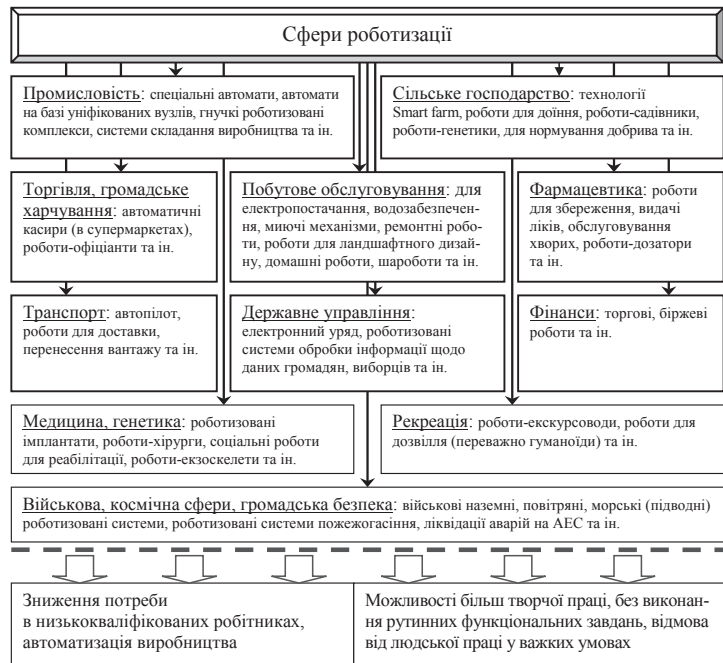 Сфери роботизації
Промисловість: спеціальні автомати, автомати
на базі уніфікованих вузлів, гнучкі роботизовані
комплекси, системи складання виробництва та ін.
Сільське господарство: технології
Smart farm, роботи для доїння, роботи-садівники,
роботи-генетики, для нормування добрива та ін.
Торгівля, громадське
харчування: автоматичні
касири (в супермаркетах),
роботи-офіціанти та ін.
Побутове обслуговування: для
електропостачання, водозабезпечен-
ня, миючі механізми, ремонтні робо-
ти, роботи для ландшафтного дизай-
ну, домашні роботи, шароботи та ін.
Фармацевтика: роботи
для збереження, видачі
ліків, обслуговування
хворих, роботи-дозатори
та ін.
Транспорт: автопілот,
роботи для доставки,
перенесення вантажу та ін.
Державне управління:
електронний уряд, роботизовані
системи обробки інформації щодо
даних громадян, виборців та ін.
Фінанси: торгові, біржеві
роботи та ін.
Медицина, генетика: роботизовані
імплантати, роботи-хірурги, соціальні роботи
для реабілітації, роботи-екзоскелети та ін.
Рекреація: роботи-екскурсоводи, роботи для
дозвілля (переважно гуманоїди) та ін.
Військова, космічна сфери, громадська безпека: військові наземні, повітряні, морські (підводні)
роботизовані системи, роботизовані системи пожежогасіння, ліквідації аварій на АЕС та ін.
Зниження потреби
в низькокваліфікованих робітниках,
автоматизація виробництва
Можливості більш творчої праці, без виконан-
ня рутинних функціональних завдань, відмова
від людської праці у важких умовах